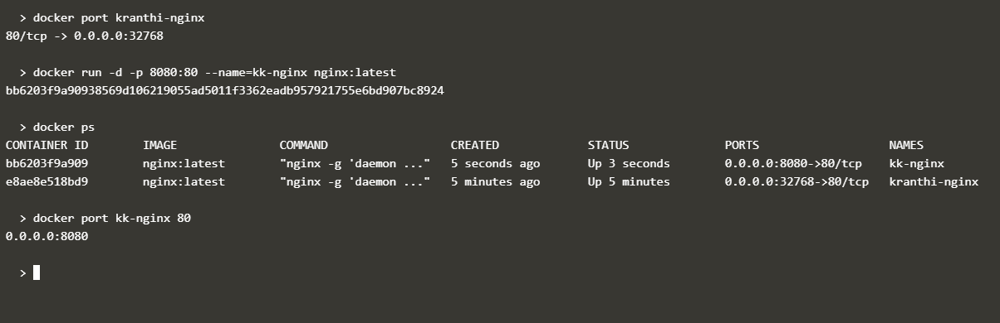 > docker port kranthi-nginx
80/tcp -> 0.0.0.0:32768
> docker run -d -p 8080:80 --name=kk-nginx nginx:latest
bb6203f9a90938569d106219055ad5011f3362eadb957921755e6bd907bc8924
> docker ps
CONTAINER ID        IMAGE               COMMAND                  CREATED             STATUS              PORTS                   NAMES
bb6203f9a909        nginx:latest        "nginx -g 'daemon ..."   5 seconds ago       Up 3 seconds        0.0.0.0:8080->80/tcp    kk-nginx
e8ae8e518bd9        nginx:latest        "nginx -g 'daemon ..."   5 minutes ago       Up 5 minutes        0.0.0.0:32768->80/tcp   kranthi-nginx
> docker port kk-nginx 80
0.0.0.0:8080
>